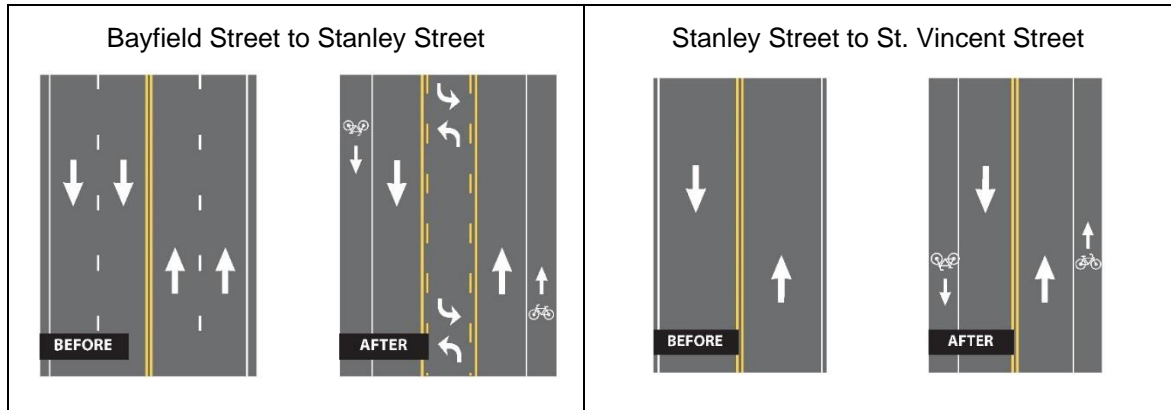 Bayfield Street to Stanley Street
BEFORE
AFTER
Stanley Street to St. Vincent Street
BEFORE
AFTER